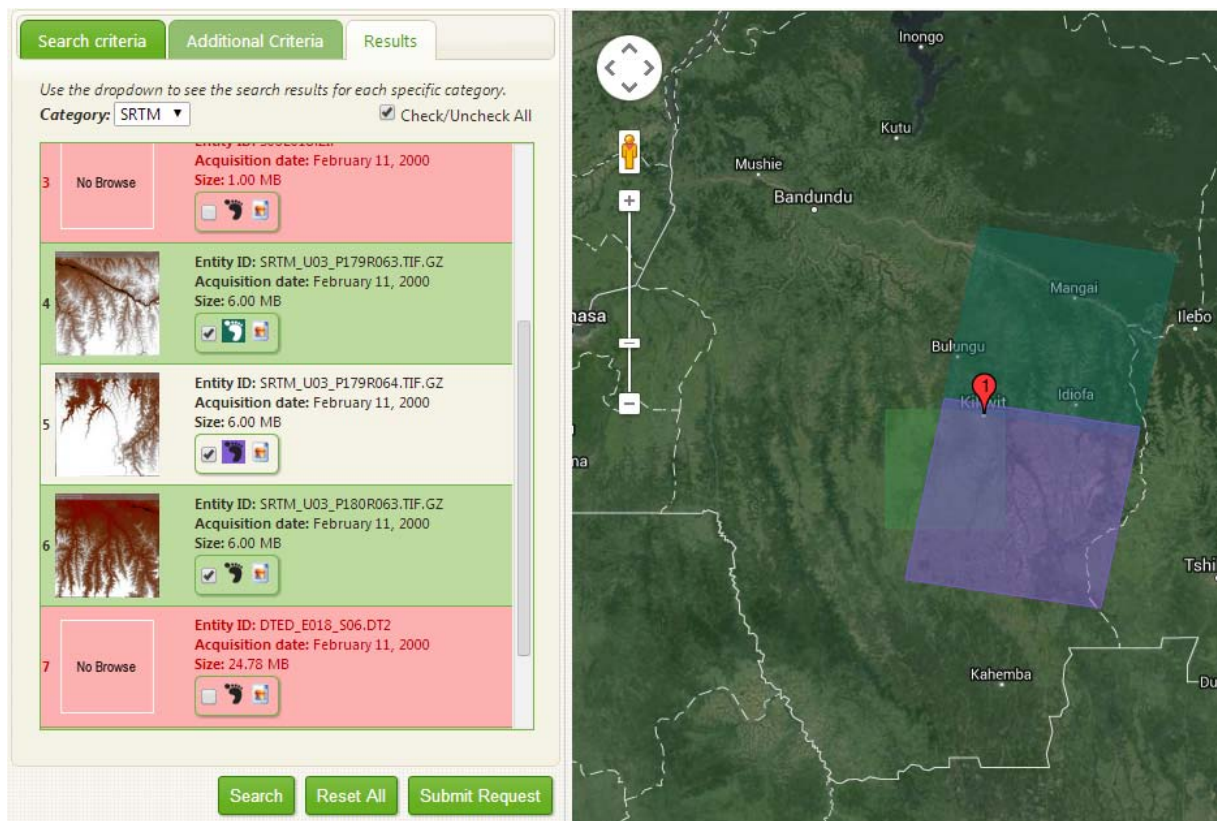 Search criteria
Additional Criteria
Results
Use the dropdown to see the search results for each specific category.
Category: SRTM ▼
Check/Uncheck All
3
No Browse
Acquisition date: February 11, 2000
Size: 1.00 MB
4
Entity ID: SRTM_U03_P179R063.TIF.GZ
Acquisition date: February 11, 2000
Size: 6.00 MB
5
Entity ID: SRTM_U03_P179R064.TIF.GZ
Acquisition date: February 11, 2000
Size: 6.00 MB
6
Entity ID: SRTM_U03_P180R063.TIF.GZ
Acquisition date: February 11, 2000
Size: 6.00 MB
7
No Browse
Entity ID: DTED_E018_S06.DT2
Acquisition date: February 11, 2000
Size: 24.78 MB
Search
Reset All
Submit Request
Inongo
Kutu
Mushie
Bandundu
Mangai
Ilebo
nasa
Bulungu
1
Kikwit
Idiofa
na
Tshi
Kahemba
Du